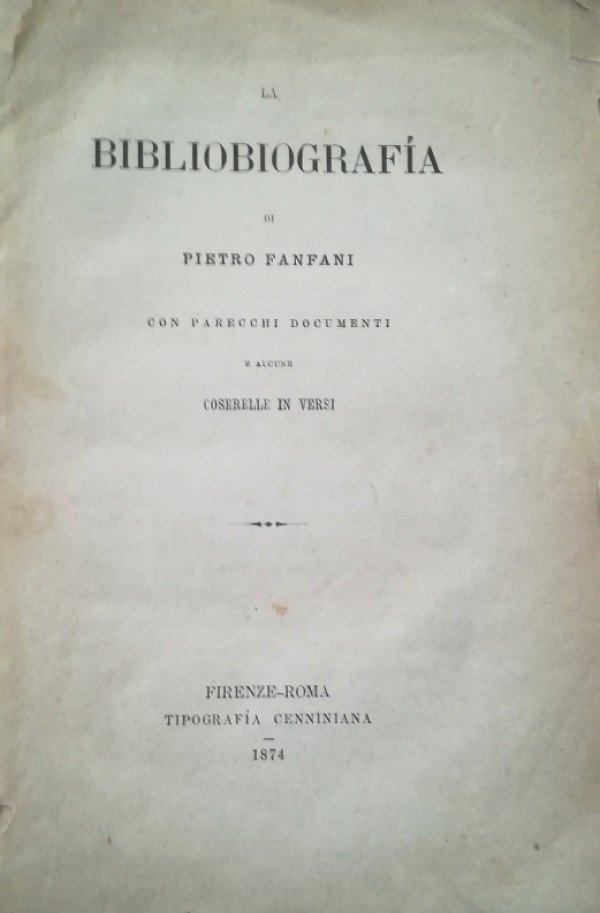 LA
BIBLIOBIOGRAFÍA
DI
PIETRO FANFANI
CON PARECCHI DOCUMENTI
E ALCUNE
COSERELLE IN VERSI
FIRENZE-ROMA
TIPOGRAFÍA CENNINIANA
1874